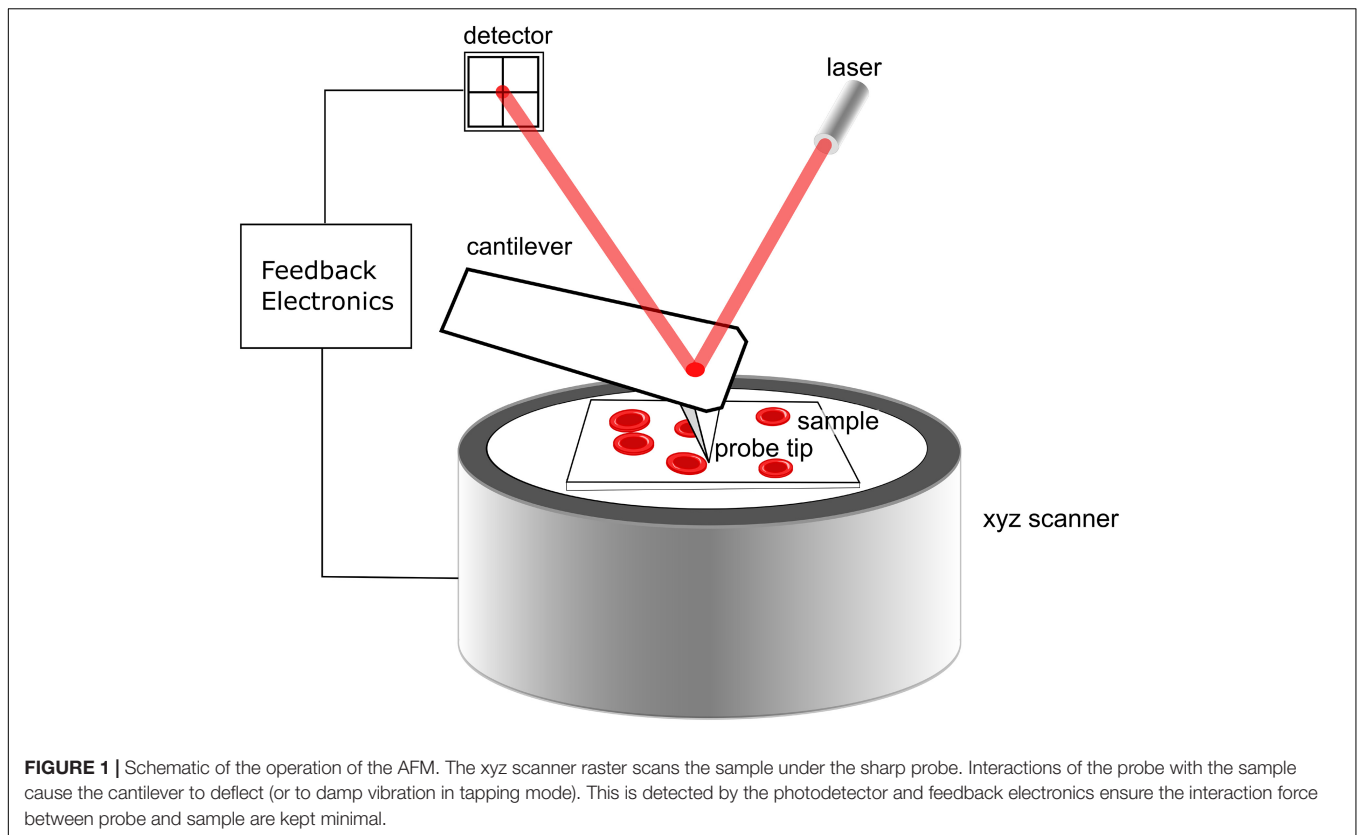 detector
laser
cantilever
Feedback
Electronics
sample
probe tip
xyz scanner
FIGURE 1 | Schematic of the operation of the AFM. The xyz scanner raster scans the sample under the sharp probe. Interactions of the probe with the sample
cause the cantilever to deflect (or to damp vibration in tapping mode). This is detected by the photodetector and feedback electronics ensure the interaction force
between probe and sample are kept minimal.